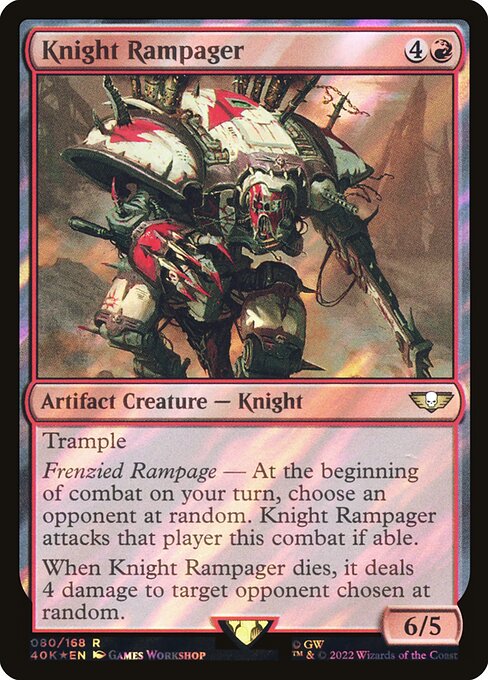 Knight Rampager 4
Artifact Creature — Knight
Trample
Frenzied Rampage — At the beginning
of combat on your turn, choose an
opponent at random. Knight Rampager
attacks that player this combat if able.
When Knight Rampager dies, it deals
4 damage to target opponent chosen at
random.
6/5
080/168 R
40K★EN Games Workshop
© GW
™ & © 2022 Wizards of the Coast